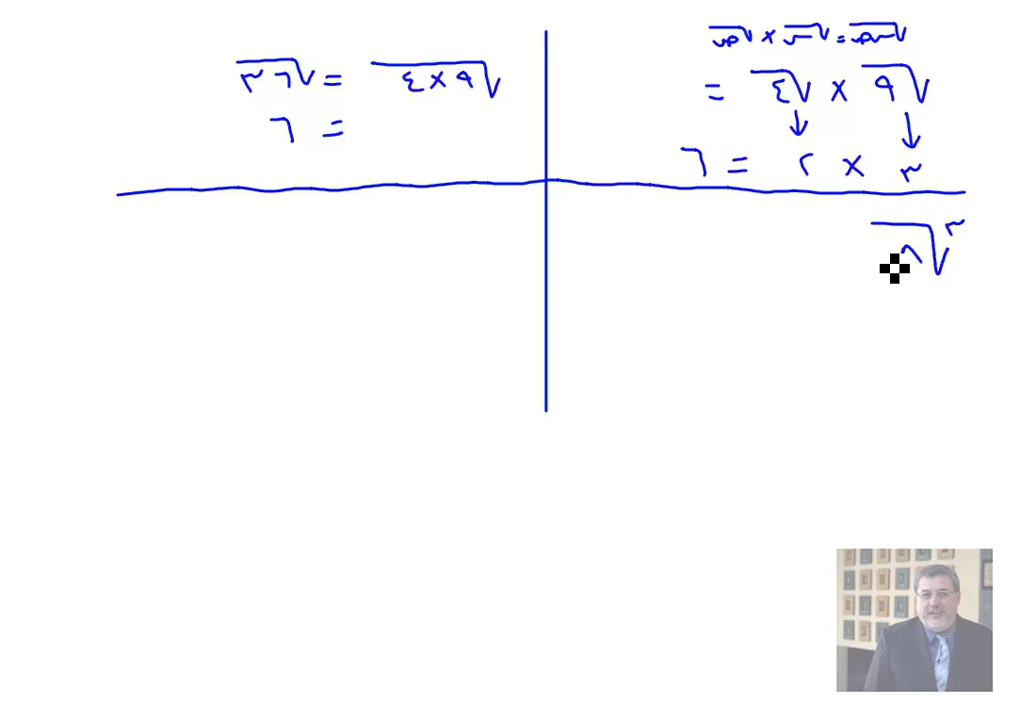 √س ص = √س × √ص
√٩ × √٤ =
٣ × ٢ = ٦
√٩×٤ = √٣٦
= ٦
∛٨